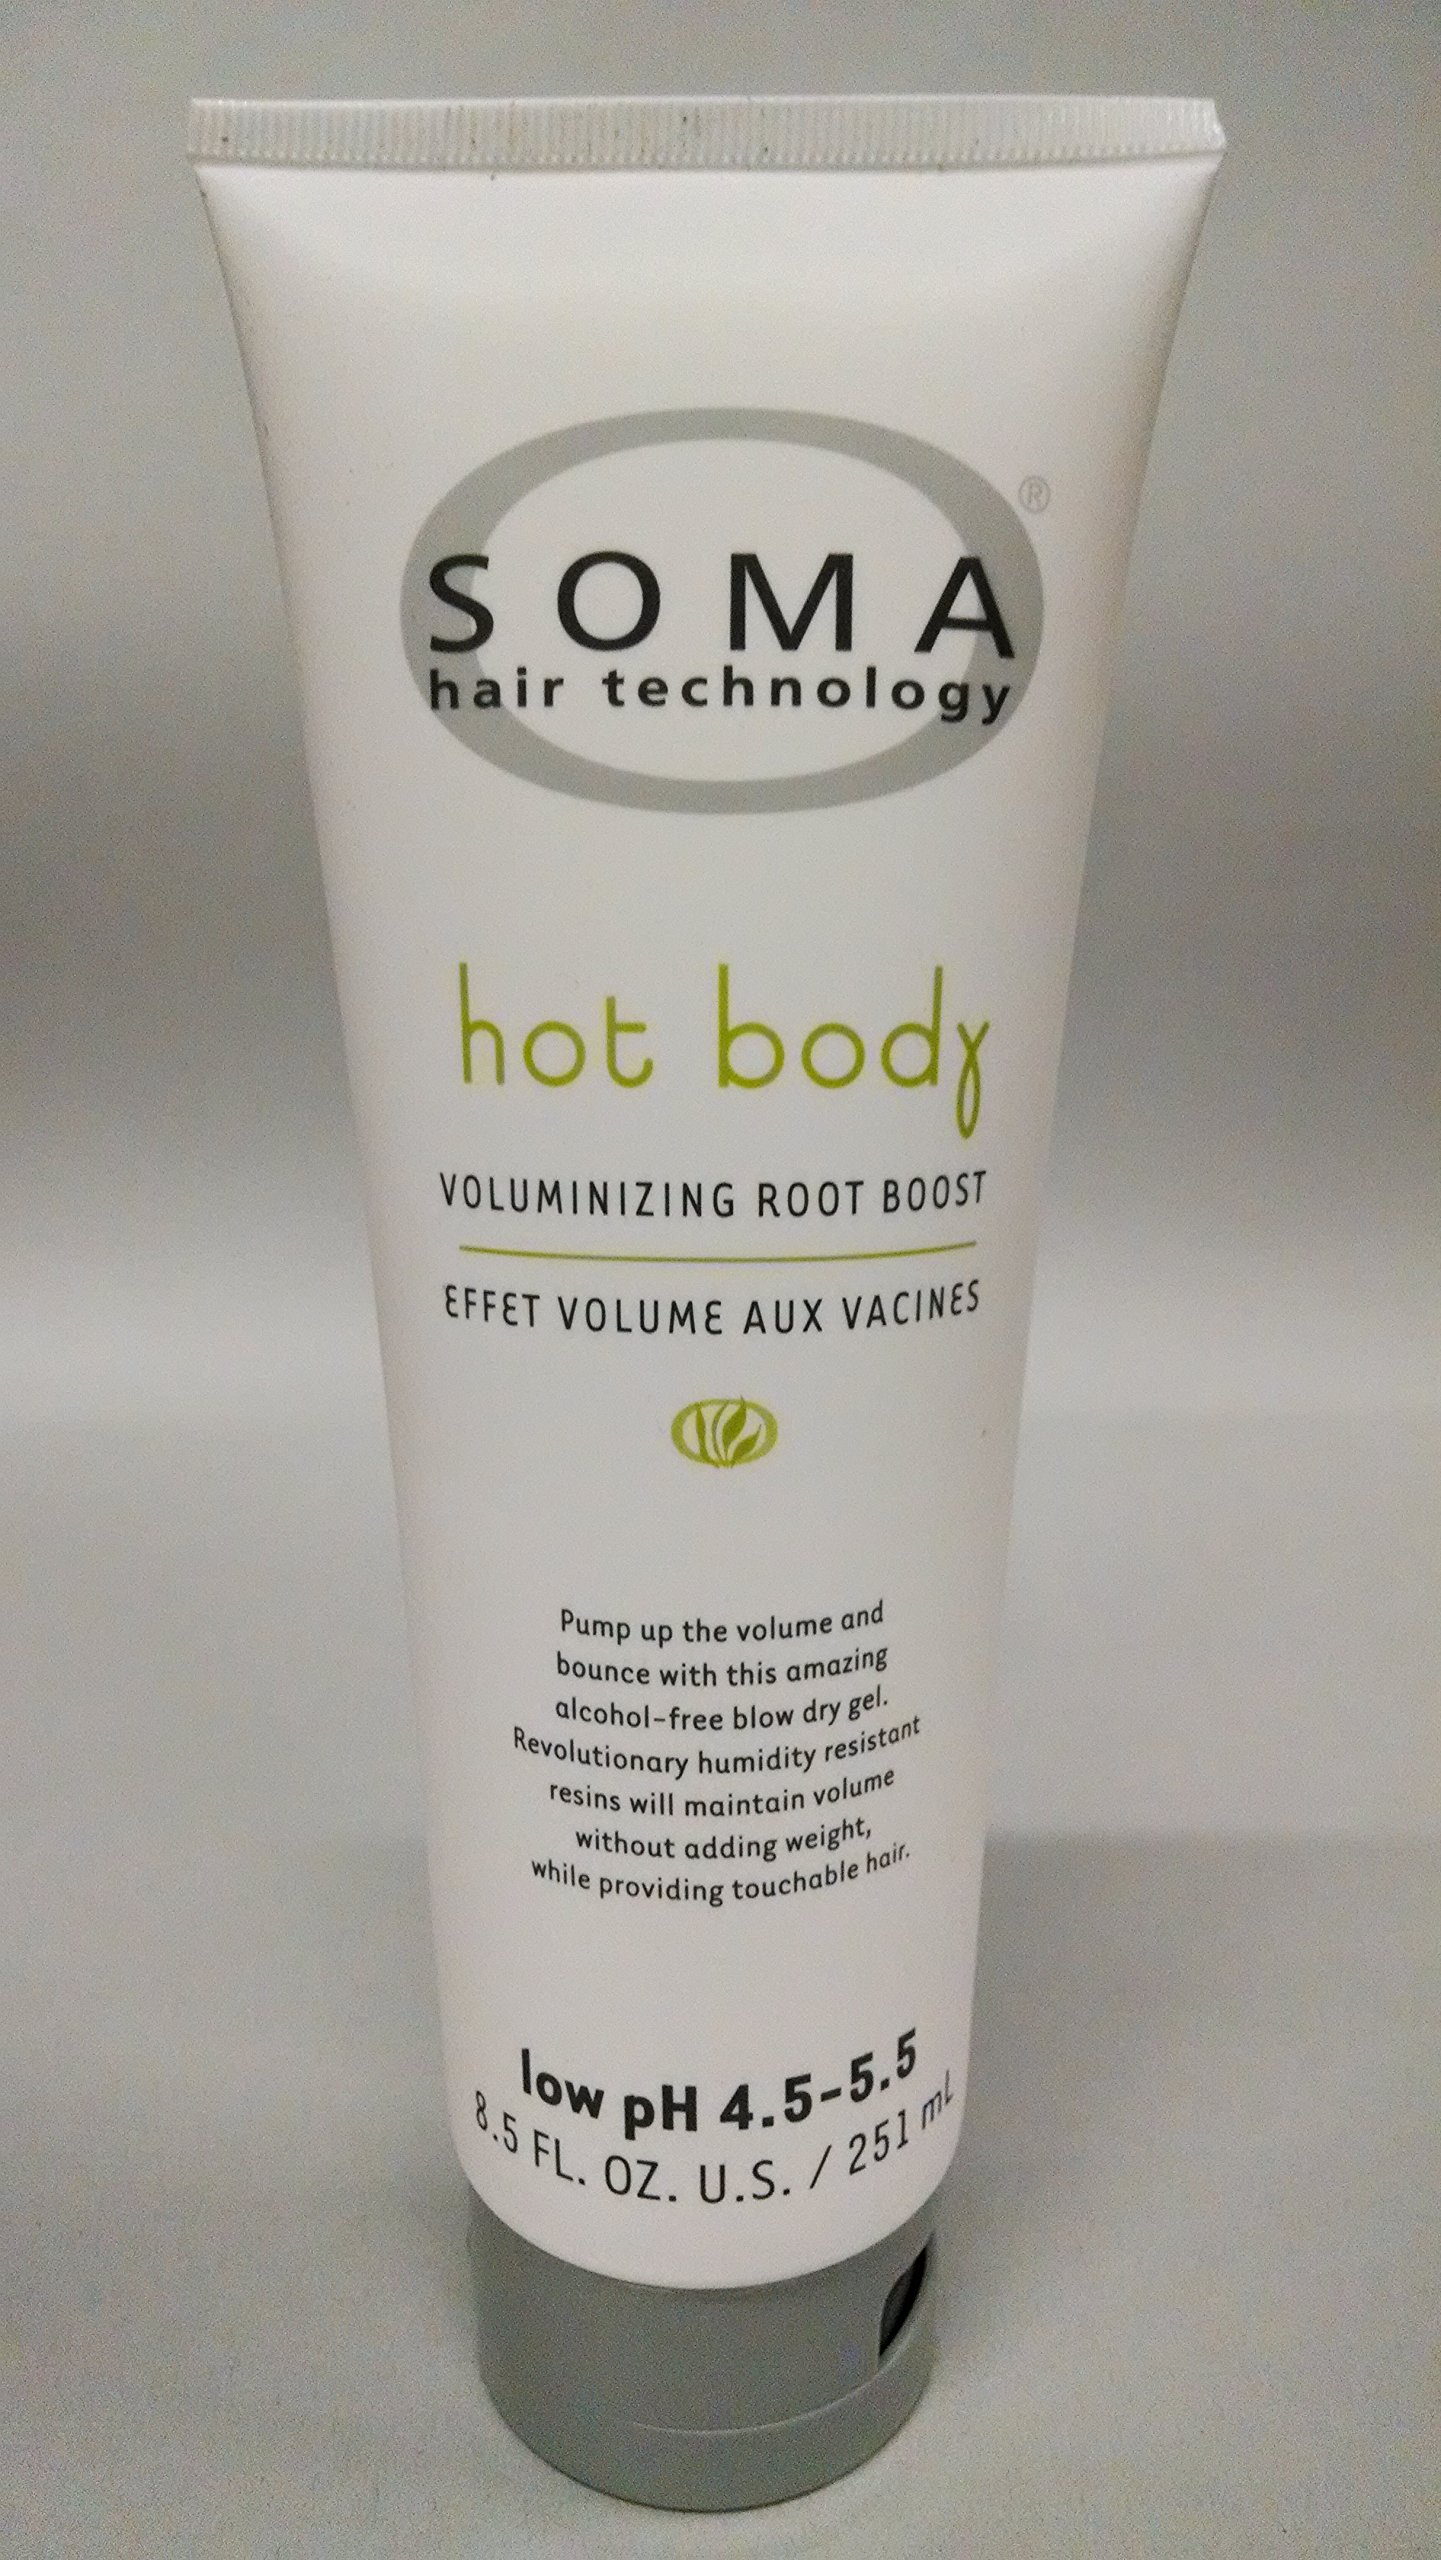 ®
SOMA
hair technology
hot body
VOLUMINIZING ROOT BOOST
EFFET VOLUME AUX VACINES
Pump up the volume and
bounce with this amazing
alcohol-free blow dry gel.
Revolutionary humidity resistant
resins will maintain volume
without adding weight,
while providing touchable hair.
low pH 4.5-5.5
8.5 FL. OZ. U.S. / 251 mL